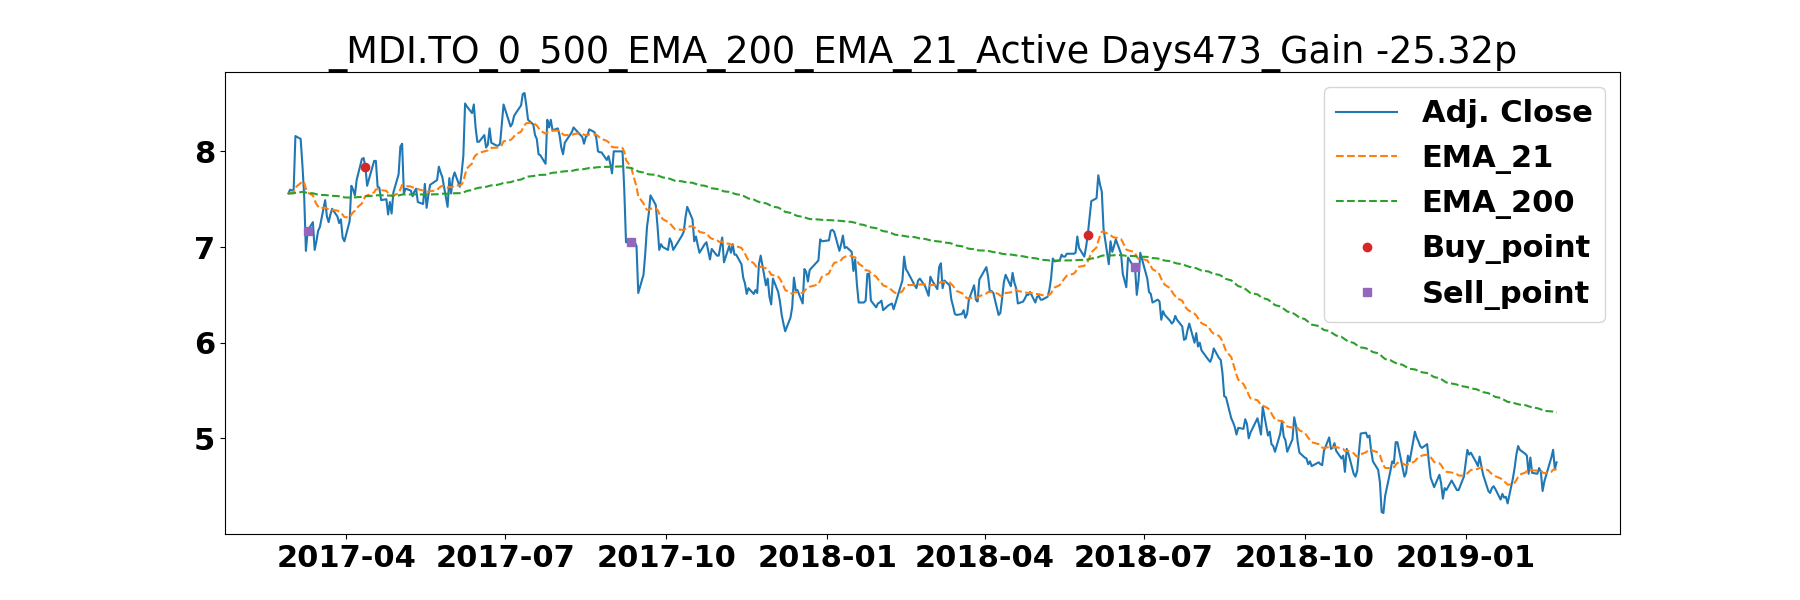 _MDI.TO_0_500_EMA_200_EMA_21_Active Days473_Gain -25.32p
Adj. Close
EMA_21
EMA_200
Buy_point
Sell_point
8
7
6
5
2017-04 2017-07 2017-10 2018-01 2018-04 2018-07 2018-10 2019-01